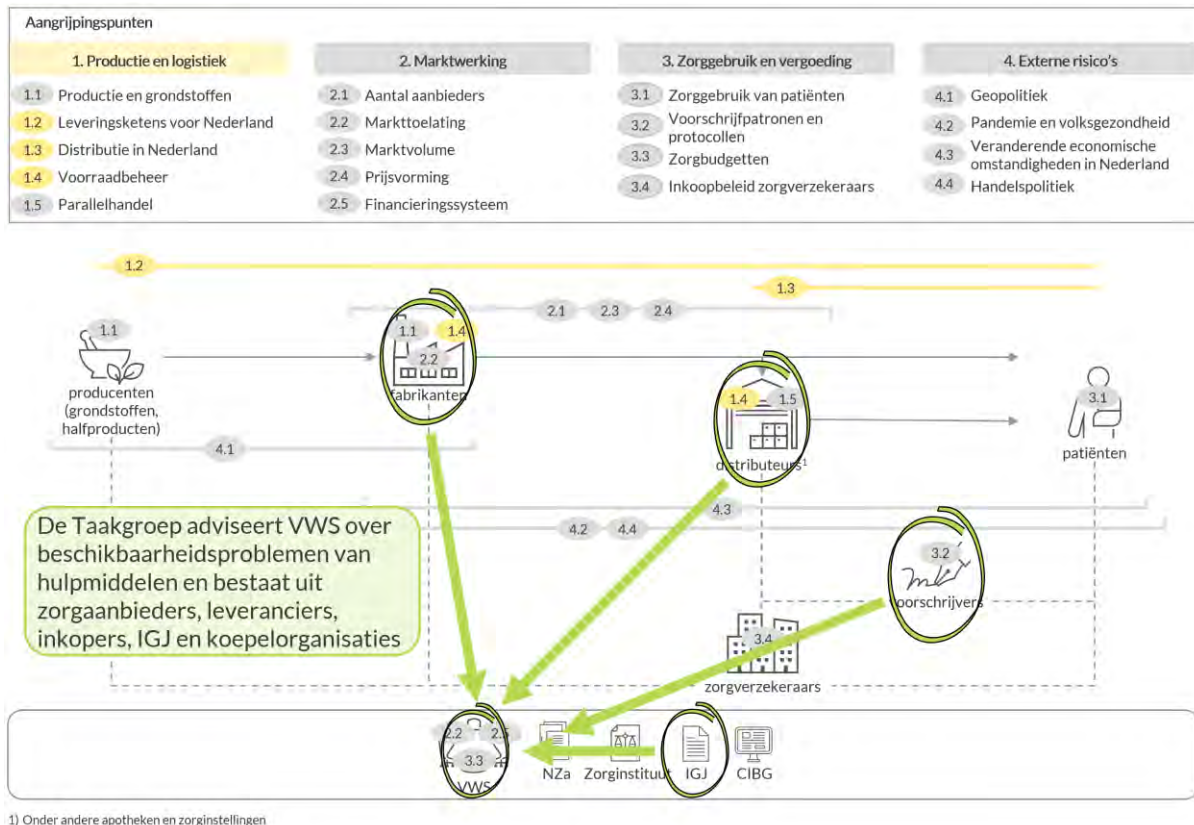 Aangrijpingspunten
1. Productie en logistiek
1.1 Productie en grondstoffen
1.2 Leveringsketens voor Nederland
1.3 Distributie in Nederland
1.4 Voorraadbeheer
1.5 Parallelhandel
2. Marktwerking
2.1 Aantal aanbieders
2.2 Markttoelating
2.3 Marktvolume
2.4 Prijsvorming
2.5 Financieringssysteem
3. Zorggebruik en vergoeding
3.1 Zorggebruik van patiënten
3.2 Voorschrijfpatronen en
protocollen
3.3 Zorgbudgetten
3.4 Inkoopbeleid zorgverzekeraars
4. Externe risico's
4.1 Geopolitiek
4.2 Pandemie en volksgezondheid
4.3 Veranderende economische
omstandigheden in Nederland
4.4 Handelspolitiek
1.2
1.3
2.1 2.3 2.4
1.1
producenten
(grondstoffen,
halfproducten)
1.1 1.4
2.2
fabrikanten
1.4 1.5
distributeurs¹
3.1
patiënten
4.1
4.3
4.2 4.4
De Taakgroep adviseert VWS over
beschikbaarheidsproblemen van
hulpmiddelen en bestaat uit
zorgaanbieders, leveranciers,
inkopers, IGJ en koepelorganisaties
3.2
voorschrijvers
3.4
zorgverzekeraars
2.2 2.5
3.3
VWS
NZa
Zorginstituut
IGJ
CIBG
1) Onder andere apotheken en zorginstellingen